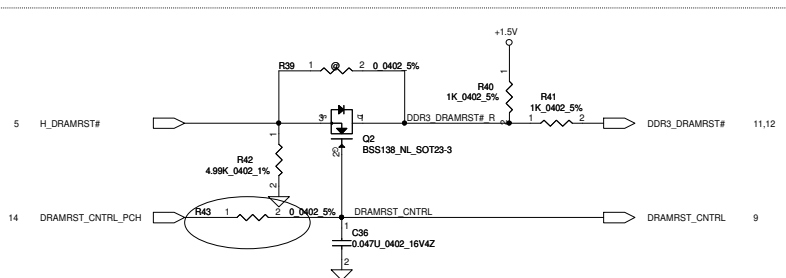 +1.5V
R39 1 @ 2 0_0402_5%
R40
1K_0402_5%
1
2
R41
1K_0402_5%
5 H_DRAMRST#
3
1
DDR3_DRAMRST#_R
1 2
DDR3_DRAMRST# 11,12
Q2
BSS138_NL_SOT23-3
1
R42
4.99K_0402_1%
2
14 DRAMRST_CNTRL_PCH
R43 1 2 0_0402_5%
DRAMRST_CNTRL
DRAMRST_CNTRL 9
1
C36
0.047U_0402_16V4Z
2